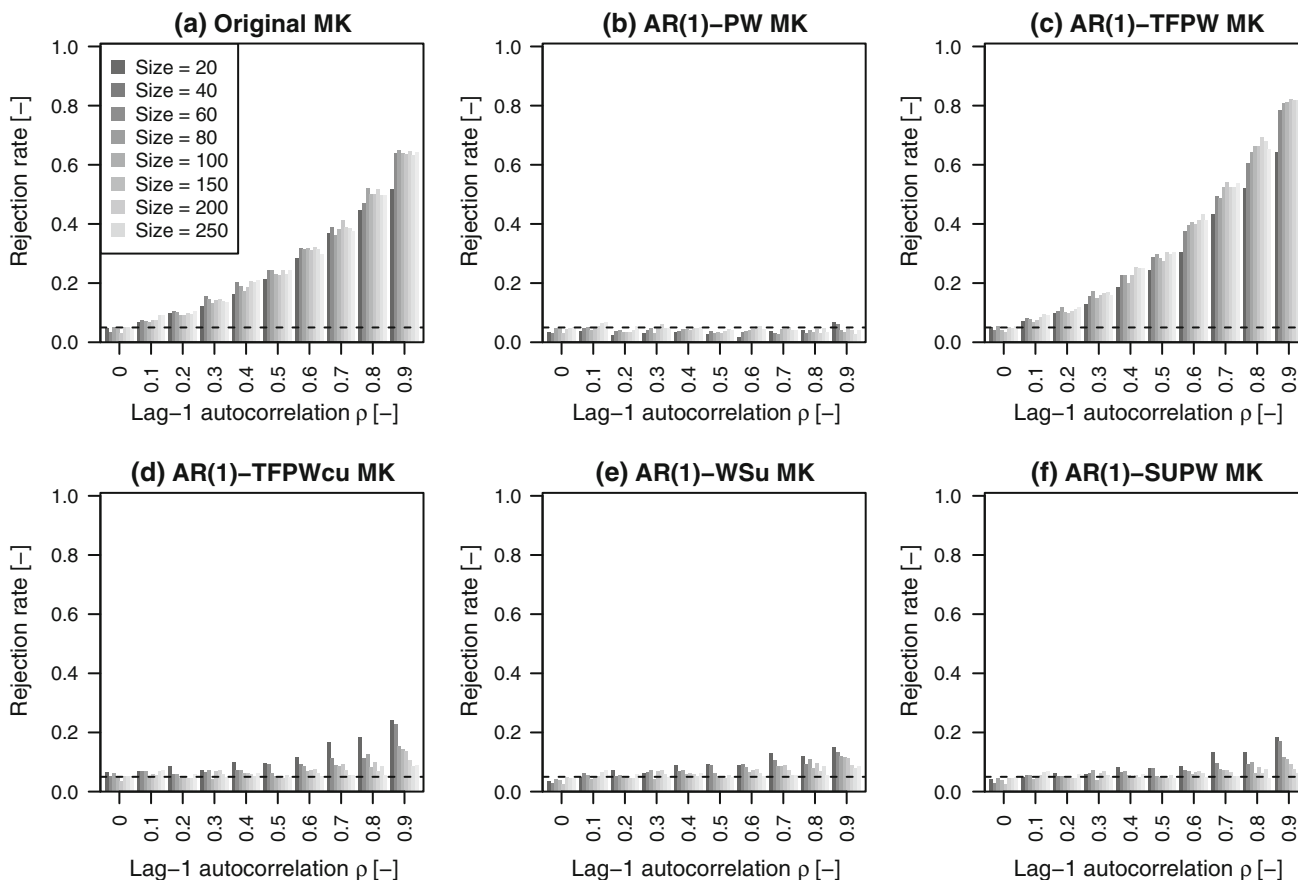 (a) Original MK
Rejection rate [−]
1.0
0.8
0.6
0.4
0.2
0.0
Size = 20
Size = 40
Size = 60
Size = 80
Size = 100
Size = 150
Size = 200
Size = 250
0 0.1 0.2 0.3 0.4 0.5 0.6 0.7 0.8 0.9
Lag−1 autocorrelation ρ [−]
(b) AR(1)−PW MK
Rejection rate [−]
1.0
0.8
0.6
0.4
0.2
0.0
0 0.1 0.2 0.3 0.4 0.5 0.6 0.7 0.8 0.9
Lag−1 autocorrelation ρ [−]
(c) AR(1)−TFPW MK
Rejection rate [−]
1.0
0.8
0.6
0.4
0.2
0.0
0 0.1 0.2 0.3 0.4 0.5 0.6 0.7 0.8 0.9
Lag−1 autocorrelation ρ [−]
(d) AR(1)−TFPWcu MK
Rejection rate [−]
1.0
0.8
0.6
0.4
0.2
0.0
0 0.1 0.2 0.3 0.4 0.5 0.6 0.7 0.8 0.9
Lag−1 autocorrelation ρ [−]
(e) AR(1)−WSu MK
Rejection rate [−]
1.0
0.8
0.6
0.4
0.2
0.0
0 0.1 0.2 0.3 0.4 0.5 0.6 0.7 0.8 0.9
Lag−1 autocorrelation ρ [−]
(f) AR(1)−SUPW MK
Rejection rate [−]
1.0
0.8
0.6
0.4
0.2
0.0
0 0.1 0.2 0.3 0.4 0.5 0.6 0.7 0.8 0.9
Lag−1 autocorrelation ρ [−]